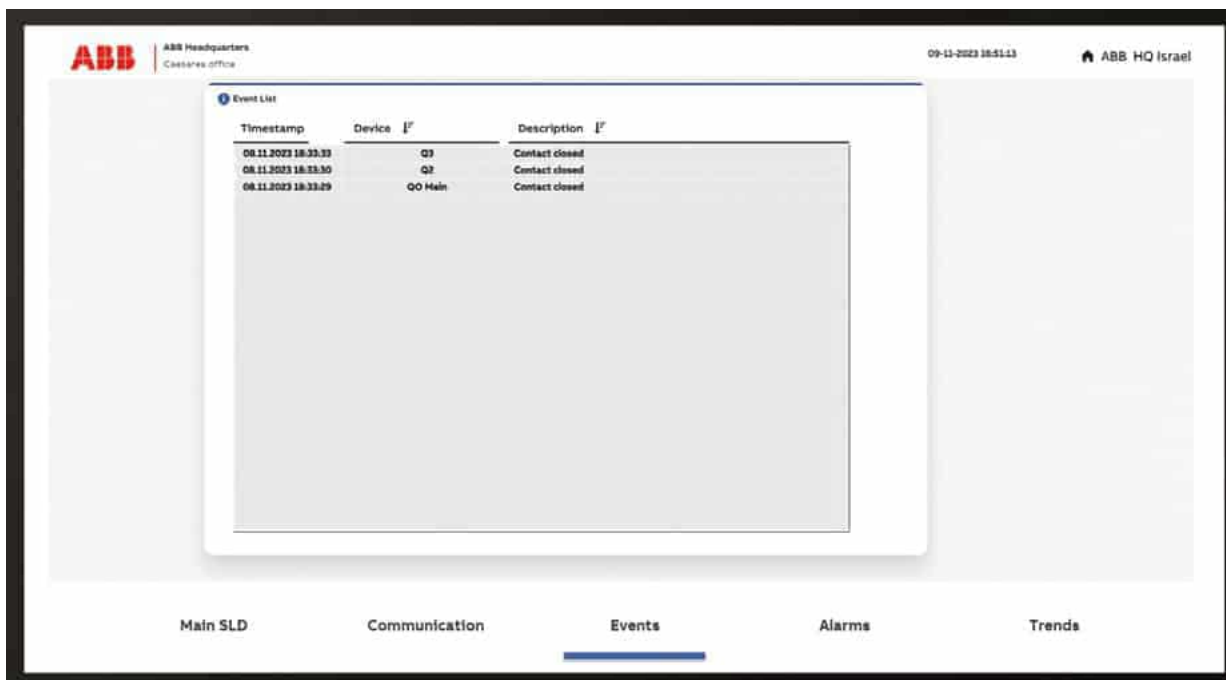 ABB
ABB Headquarters
Caesarea office
09-11-2023 18:51:13
ABB HQ Israel
Event List
Timestamp Device Description
08.11.2023 18:33:33 Q3 Contact closed
08.11.2023 18:33:30 Q2 Contact closed
08.11.2023 18:33:29 QO Main Contact closed
Main SLD Communication Events Alarms Trends